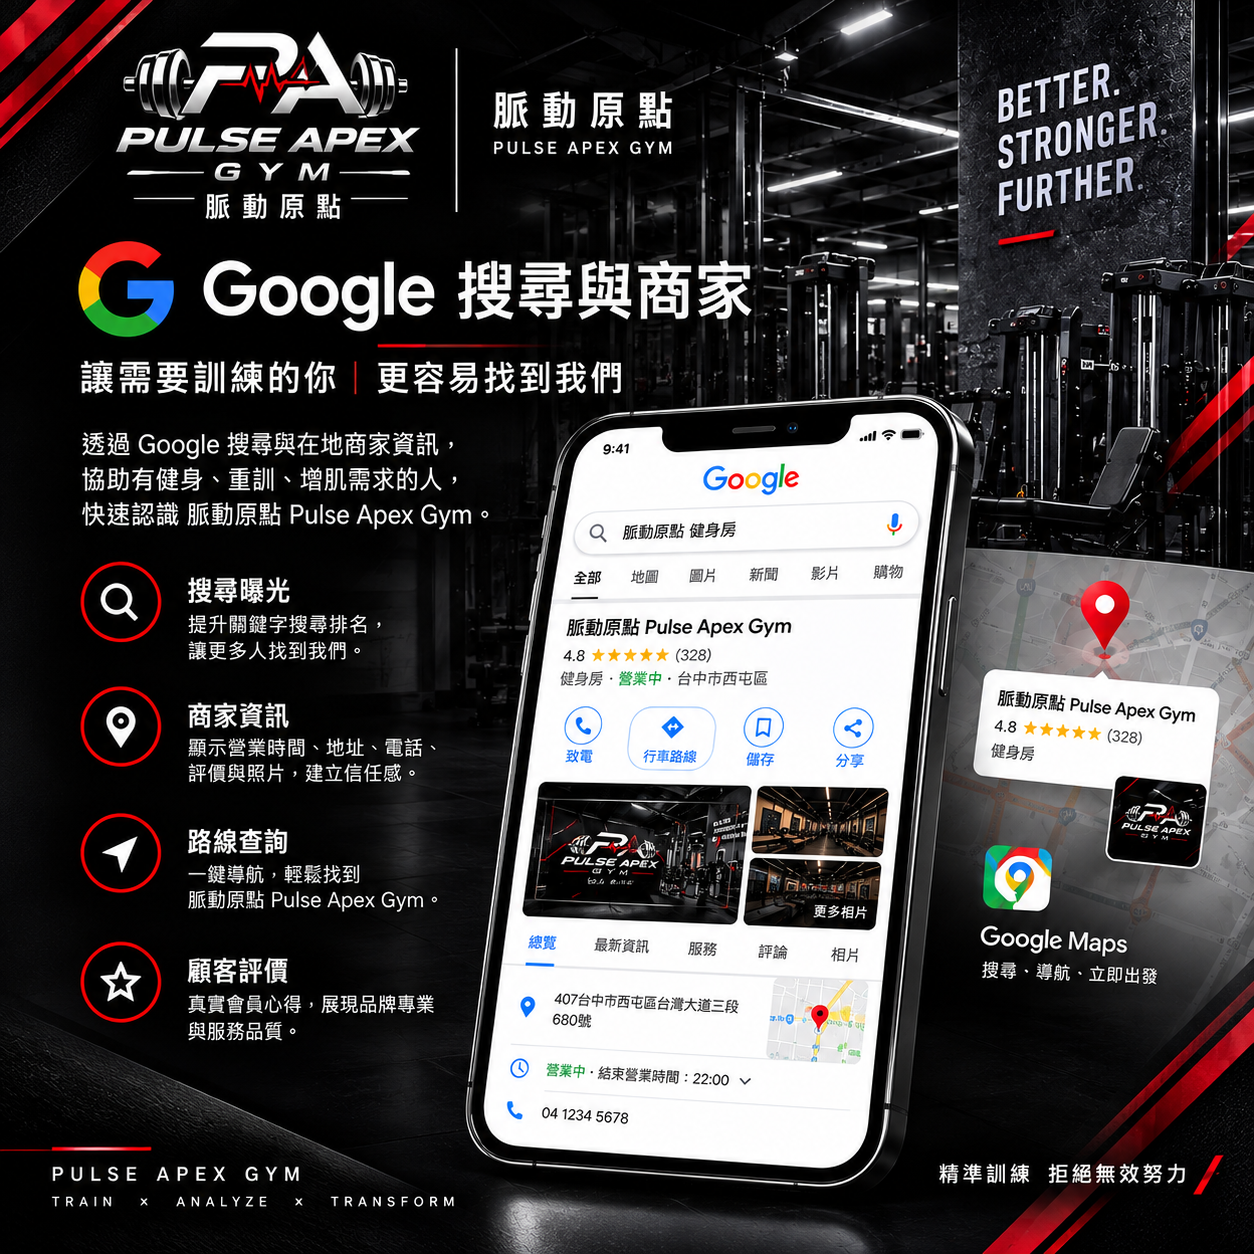 PA
PULSE APEX
GYM
脈動原點
脈動原點
PULSE APEX GYM
BETTER.
STRONGER.
FURTHER.
Google 搜尋與商家
讓需要訓練的你｜更容易找到我們
透過 Google 搜尋與在地商家資訊，
協助有健身、重訓、增肌需求的人，
快速認識 脈動原點 Pulse Apex Gym。
搜尋曝光
提升關鍵字搜尋排名，
讓更多人找到我們。
商家資訊
顯示營業時間、地址、電話、
評價與照片，建立信任感。
路線查詢
一鍵導航，輕鬆找到
脈動原點 Pulse Apex Gym。
顧客評價
真實會員心得，展現品牌專業
與服務品質。
9:41
Google
脈動原點 健身房
全部 地圖 圖片 新聞 影片 購物
脈動原點 Pulse Apex Gym
4.8 ★★★★★ (328)
健身房・營業中・台中市西屯區
致電 行車路線 儲存 分享
PA
PULSE APEX
GYM
更多相片
總覽 最新資訊 服務 評論 相片
407台中市西屯區台灣大道三段
680號
營業中・結束營業時間：22:00
04 1234 5678
脈動原點 Pulse Apex Gym
4.8 ★★★★★ (328)
健身房
PA
PULSE APEX
GYM
Google Maps
搜尋、導航、立即出發
PULSE APEX GYM
TRAIN × ANALYZE × TRANSFORM
精準訓練 拒絕無效努力